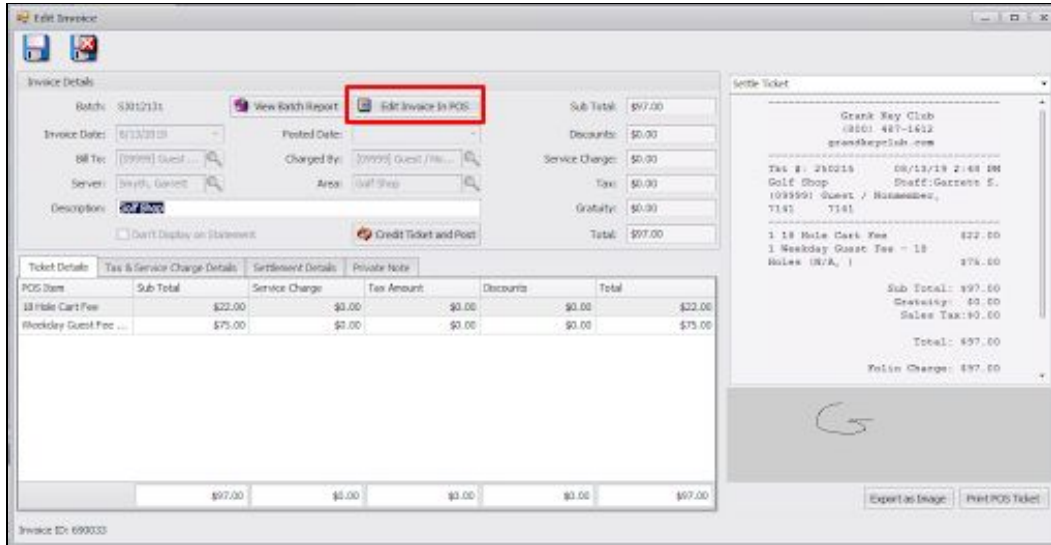 Edit Invoice
Invoice Details
Batch: SJ012131
View Batch Report
Edit Invoice In POS
Sub Total: $97.00
Invoice Date: 8/13/2019
Posted Date:
Discounts: $0.00
Bill To: [09999] Guest ...
Charged By: [09999] Guest / No...
Service Charge: $0.00
Server: Smyth, Garrett
Area: Golf Shop
Tax: $0.00
Description: Golf Shop
Gratuity: $0.00
Don't Display on Statement
Credit Ticket and Post
Total: $97.00
Ticket Details Tax & Service Charge Details Settlement Details Private Note
POS Item Sub Total Service Charge Tax Amount Discounts Total
18 Hole Cart Fee $22.00 $0.00 $0.00 $0.00 $22.00
Weekday Guest Fee ... $75.00 $0.00 $0.00 $0.00 $75.00
$97.00 $0.00 $0.00 $0.00 $97.00
Invoice ID: 690033
Settle Ticket
Grank Key Club
(800) 487-1612
grandkeyclub.com
08/13/19 2:48 PM
Golf Shop Staff:Garrett S.
(09999) Guest / Nonmember,
7141 7141
1 18 Hole Cart Fee $22.00
1 Weekday Guest Fee - 18
Holes (N/A, ) $75.00
Sub Total: $97.00
Gratuity: $0.00
Sales Tax:$0.00
Total: $97.00
Folio Charge: $97.00
Export as Image
Print POS Ticket